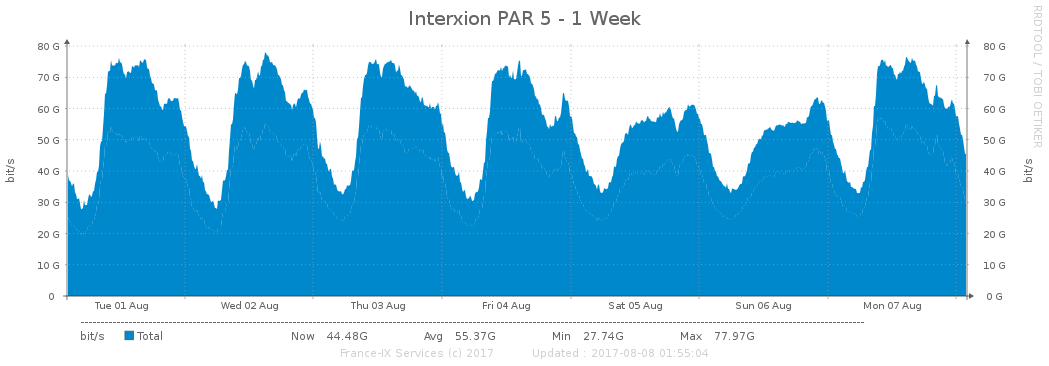 Interxion PAR 5 - 1 Week
RRDTOOL / TOBI OETIKER
80 G 80 G
70 G 70 G
60 G 60 G
50 G 50 G
40 G 40 G
30 G 30 G
20 G 20 G
10 G 10 G
0 0 G
bit/s
bit/s
Tue 01 Aug Wed 02 Aug Thu 03 Aug Fri 04 Aug Sat 05 Aug Sun 06 Aug Mon 07 Aug
bit/s Total Now 44.48G Avg 55.37G Min 27.74G Max 77.97G
France-IX Services (c) 2017 Updated : 2017-08-08 01:55:04